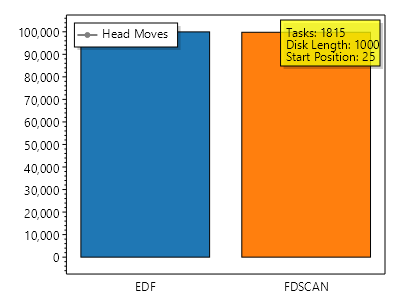 Head Moves
Tasks: 1815
Disk Length: 1000
Start Position: 25
100,000
90,000
80,000
70,000
60,000
50,000
40,000
30,000
20,000
10,000
0
EDF
FDSCAN